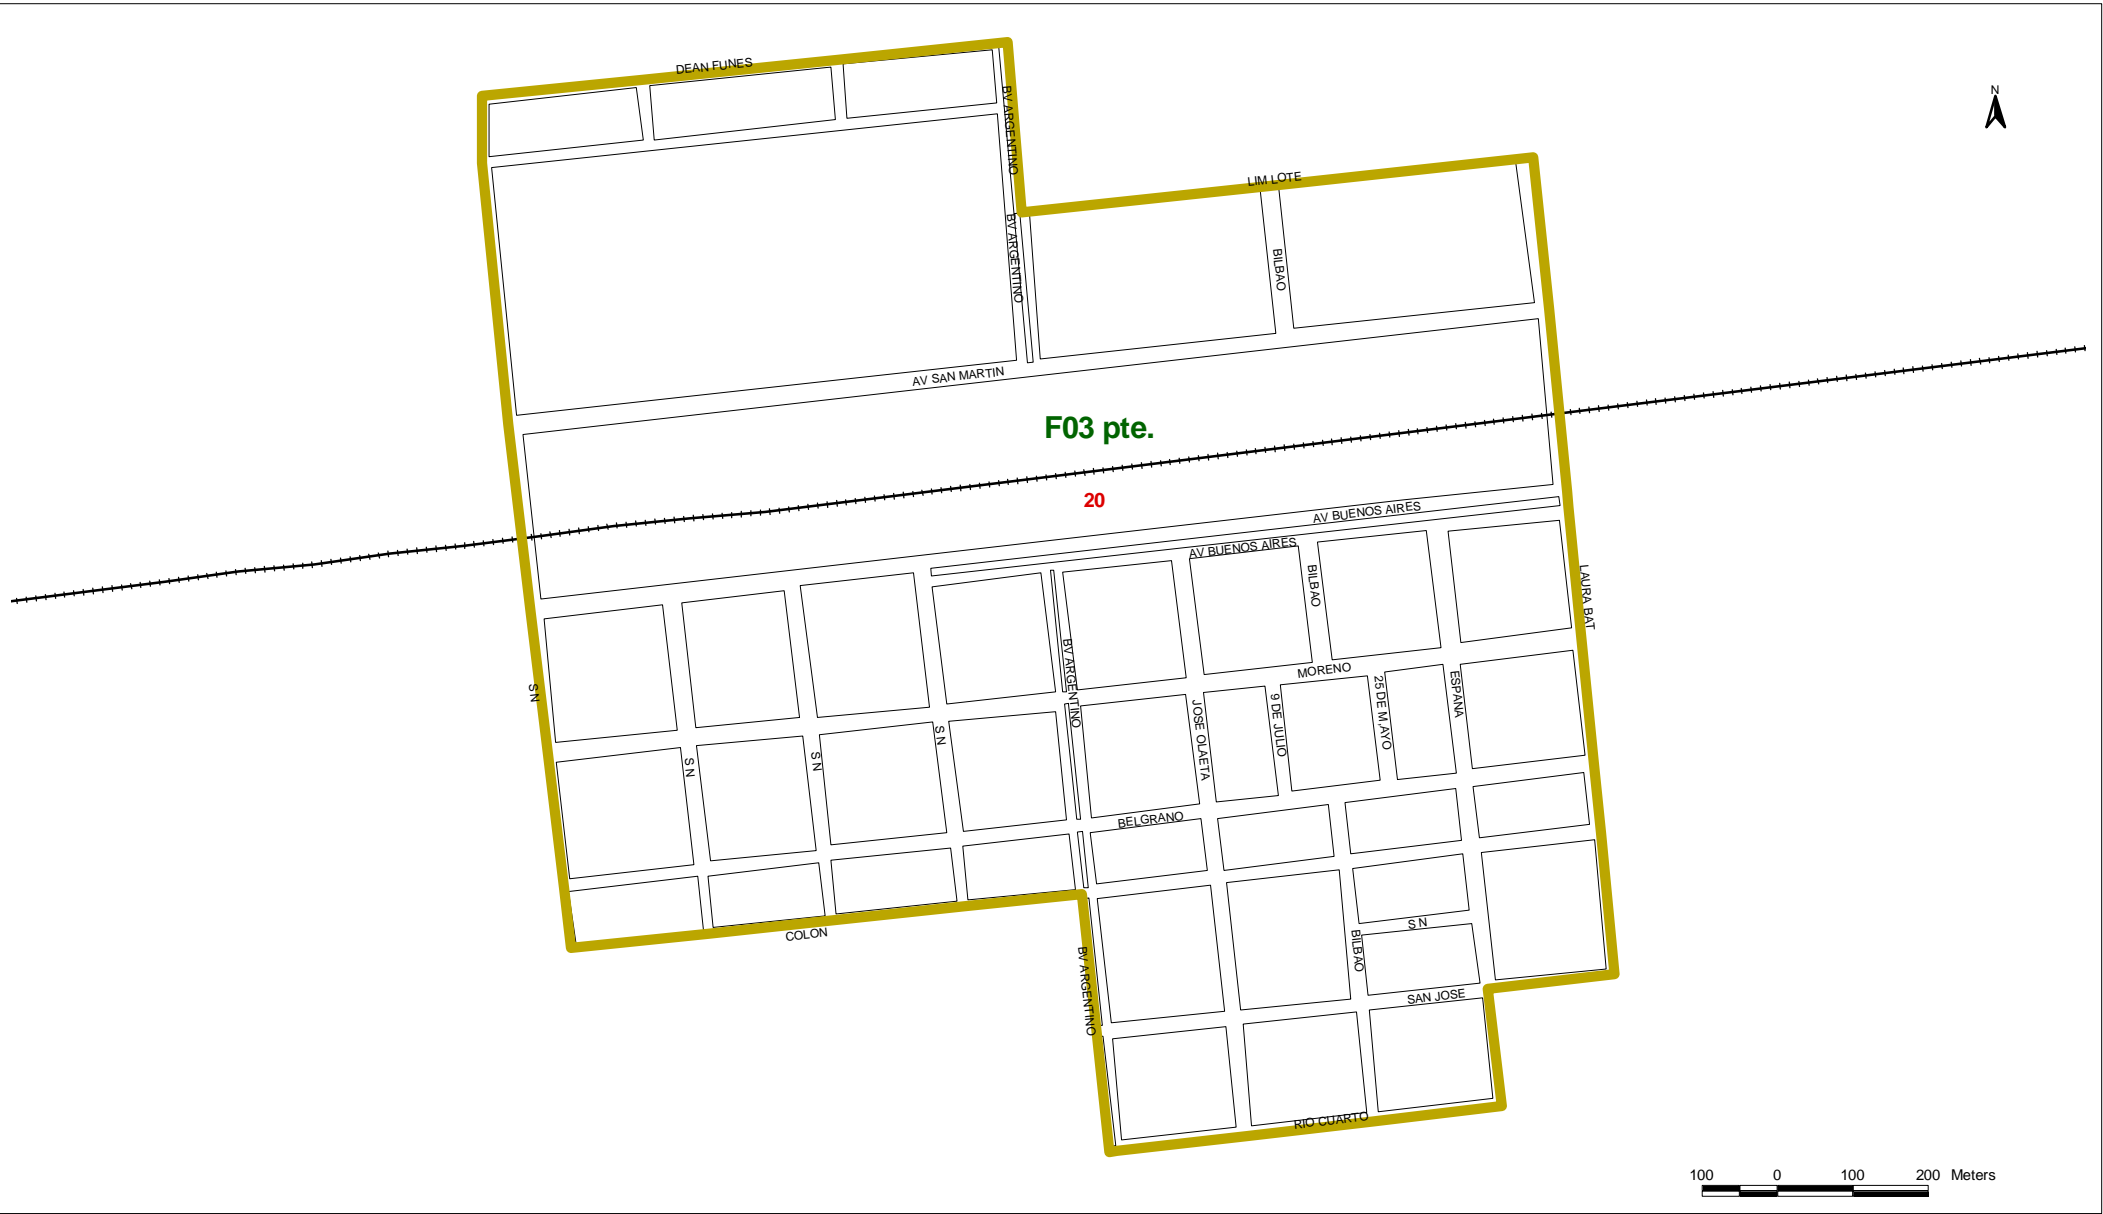 DEAN FUNES
N
BV ARGENTINO
LIM LOTE
BV ARGENTINO
BILBAO
AV SAN MARTIN
F03 pte.
20
AV BUENOS AIRES
AV BUENOS AIRES
BILBAO
LAURA BAT
BV ARGENTINO
MORENO
S N
S N
S N
S N
JOSE OLAETA
9 DE JULIO
25 DE M AYO
ESPANA
BELGRANO
COLON
BV ARGENTINO
BILBAO
S N
SAN JOSE
RIO CUARTO
100 0 100 200 Meters